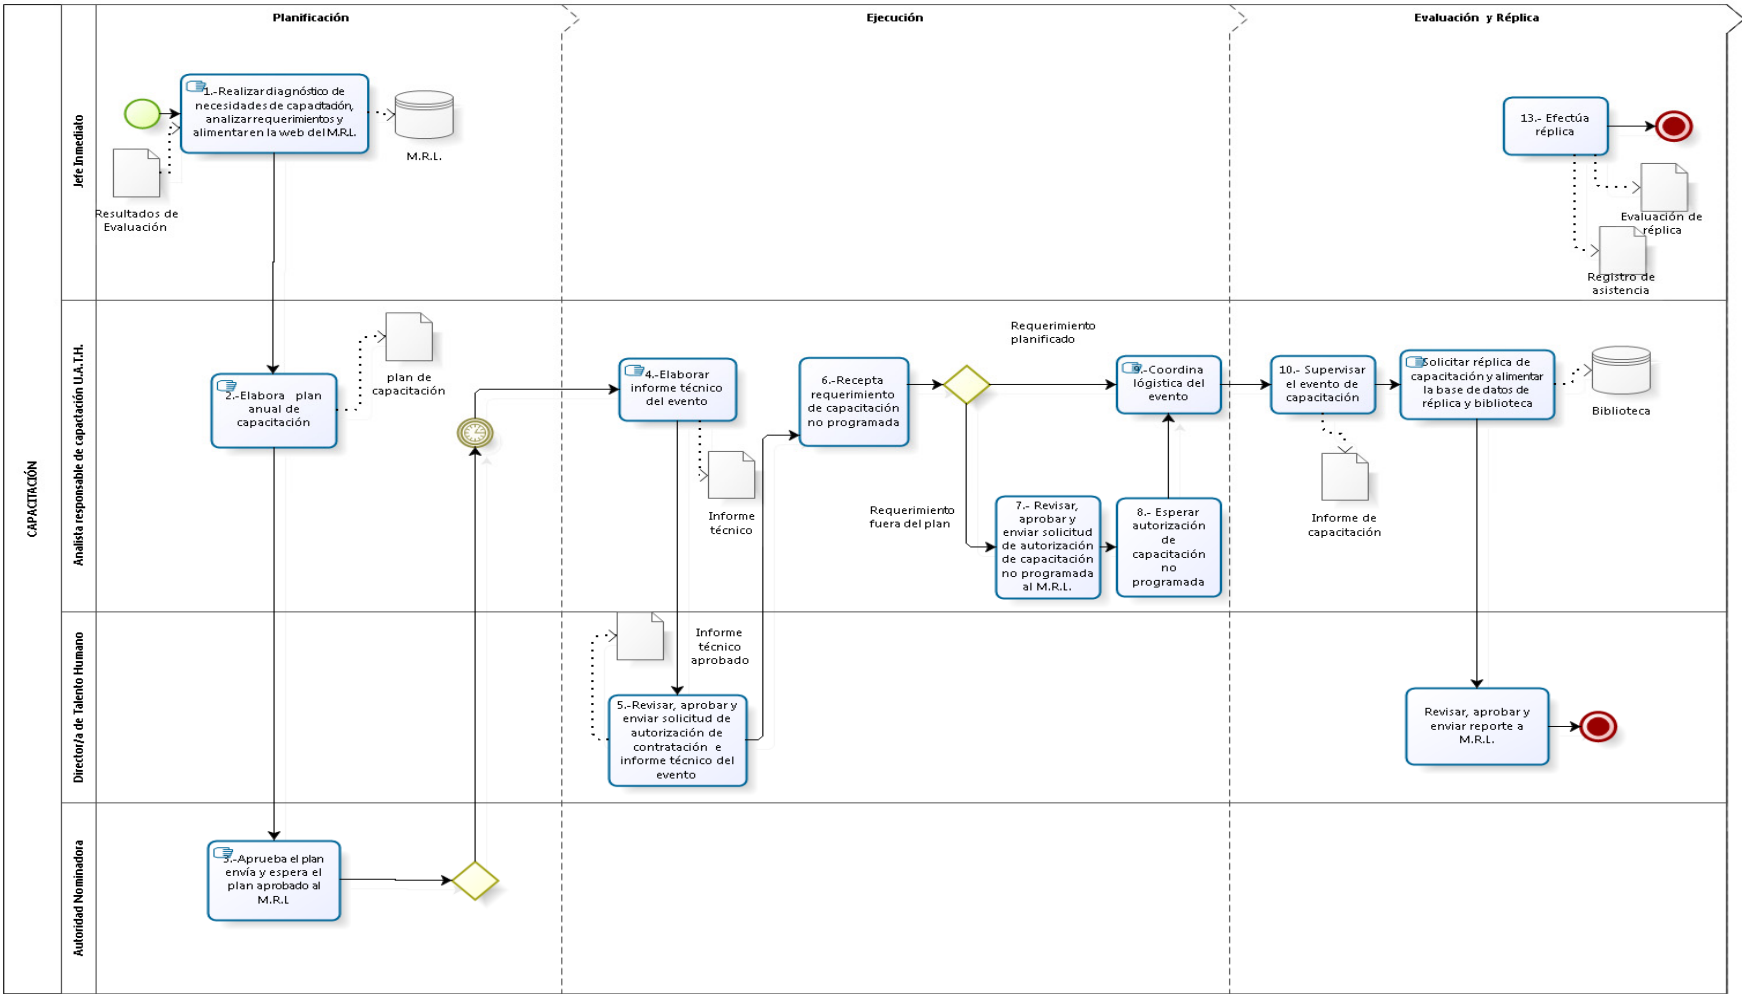 Planificación
Ejecución
Evaluación y Réplica
CAPACITACIÓN
Jefe Inmediato
1.-Realizar diagnóstico de
necesidades de capacitación,
analizar requerimientos y
alimentar en la web del M.R.L.
M.R.L.
Resultados de
Evaluación
13.- Efectúa
réplica
Evaluación de
réplica
Registro de
asistencia
Analista responsable de capacitación U.A.T.H.
2.-Elabora plan
anual de
capacitación
plan de
capacitación
4.-Elaborar
informe técnico
del evento
Informe
técnico
6.-Recepta
requerimiento
de capacitación
no programada
Requerimiento
planificado
Requerimiento
fuera del plan
7.- Revisar,
aprobar y
enviar solicitud
de autorización
de capacitación
no programada
al M.R.L.
8.- Esperar
autorización
de
capacitación
no
programada
9.-Coordina
lógistica del
evento
10.- Supervisar
el evento de
capacitación
Informe de
capacitación
Solicitar réplica de
capacitación y alimentar
la base de datos de
réplica y biblioteca
Biblioteca
Director/a de Talento Humano
Informe
técnico
aprobado
5.-Revisar, aprobar y
enviar solicitud de
autorización de
contratación e
informe técnico del
evento
Revisar, aprobar y
enviar reporte a
M.R.L.
Autoridad Nominadora
3.-Aprueba el plan
envía y espera el
plan aprobado al
M.R.L